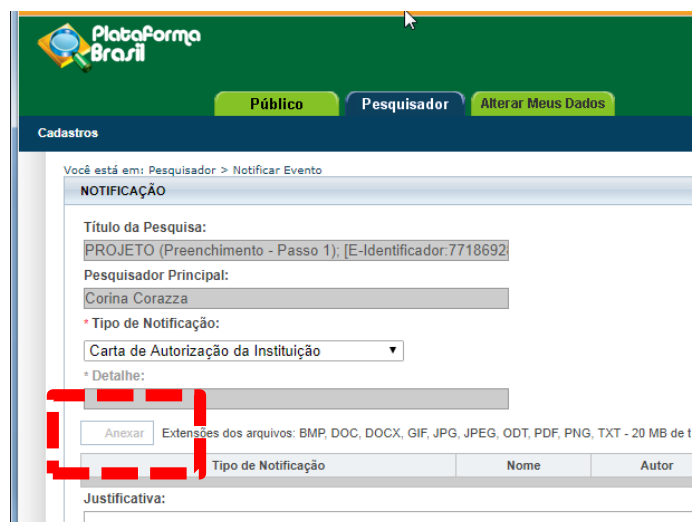 Plataforma
Brasil
Público Pesquisador Alterar Meus Dados
Cadastros
Você está em: Pesquisador > Notificar Evento
NOTIFICAÇÃO
Título da Pesquisa:
PROJETO (Preenchimento - Passo 1); [E-Identificador:7718692
Pesquisador Principal:
Corina Corazza
* Tipo de Notificação:
Carta de Autorização da Instituição
* Detalhe:
Anexar Extensões dos arquivos: BMP, DOC, DOCX, GIF, JPG, JPEG, ODT, PDF, PNG, TXT - 20 MB de t
Tipo de Notificação Nome Autor
Justificativa: